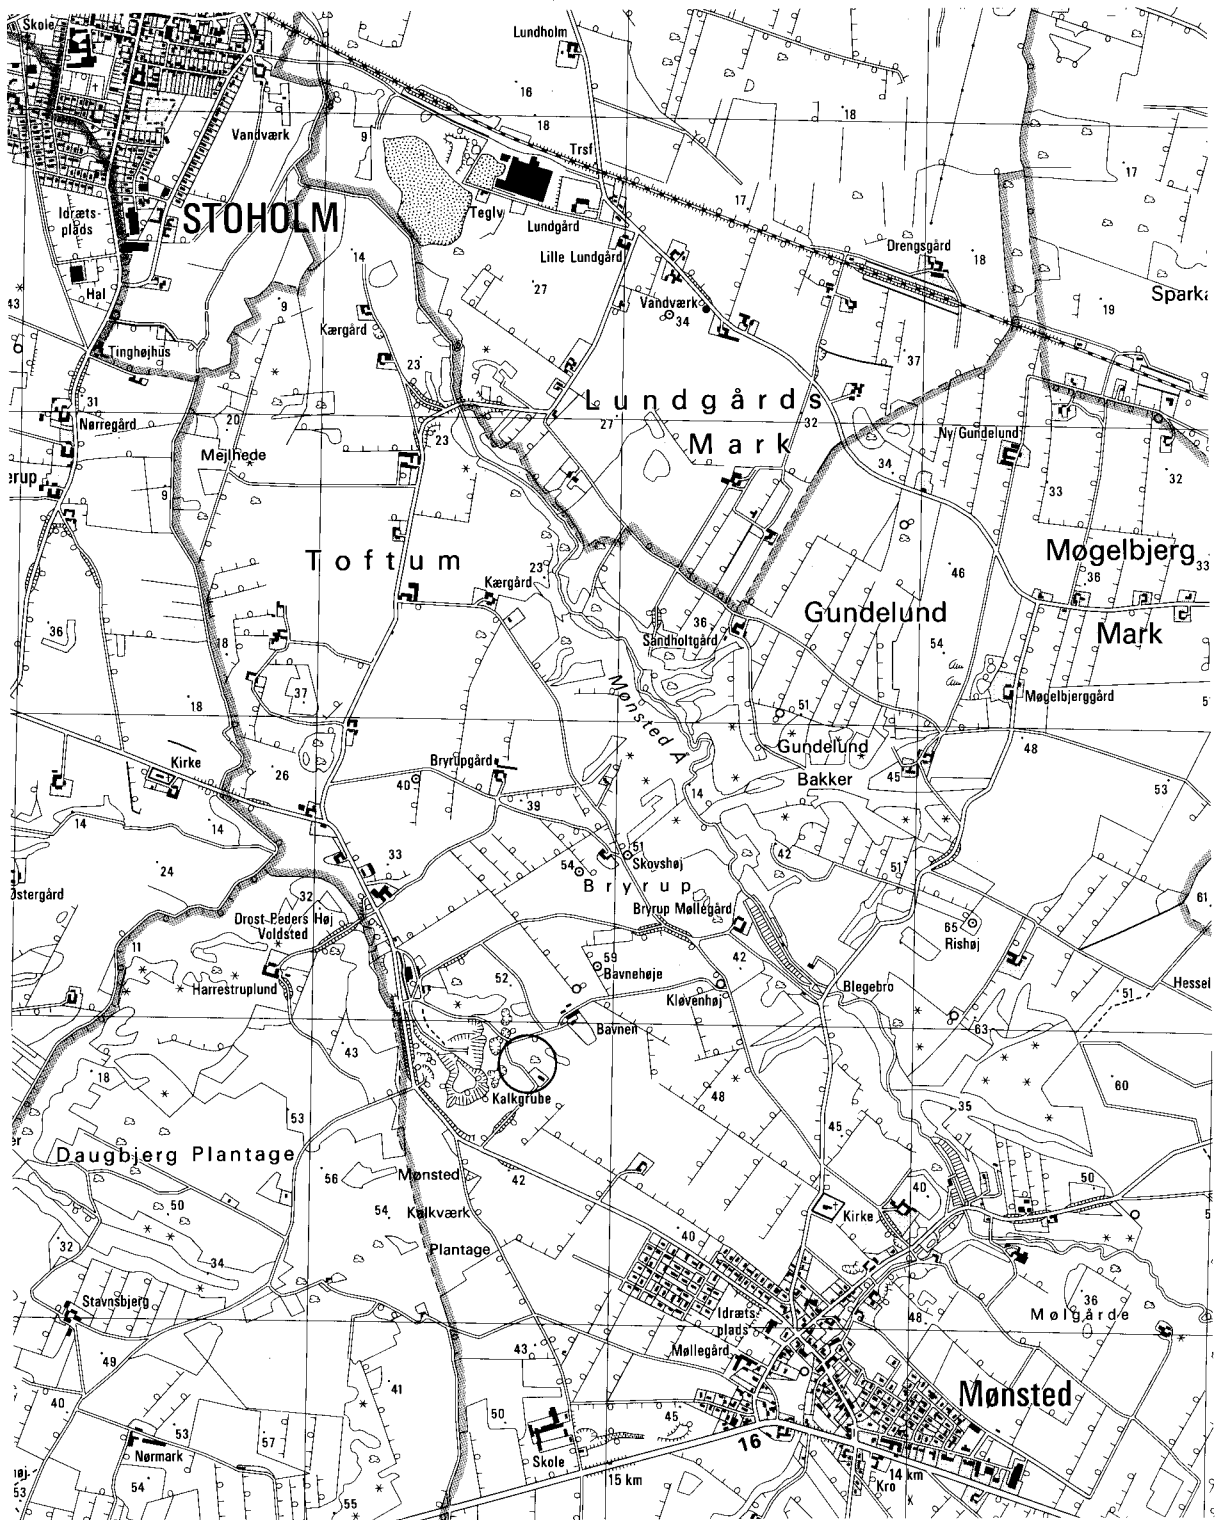 Skole
Lundholm
16
18
18
9
Vandværk
Trsf
17
17
Idræts-
plads
STOHOLM
Teglv
Lundgård
Lille Lundgård
Drengsgård
18
14
27
Hal
43
9
Vandværk
34
19
Kærgård
Tinghøjhus
23
37
31
Nørregård
20
23
Lundgårds
27
32
Mark
Mejlhede
Ny Gundelund
34
33
32
erup
9
Toftum
23
Kærgård
46
Møgelbjerg
36
33
Gundelund
Mark
36
18
36
Sandholtgård
54
37
Møgelbjerggård
18
Mønsted Å
51
Gundelund
Bakker
45
48
Kirke
26
Bryrupgård
40
39
14
53
14
14
33
51
Skovshøj
54
42
51
Bryrup
24
Østergård
32
Drost Peders Høj
Voldsted
Bryrup Møllegård
65
Rishøj
61
11
42
59
Bavnehøje
52
Harrestruplund
Kløvenhøj
Blegebro
51
Hessel
Bavnen
63
43
18
Kalkgrube
48
60
53
35
45
Daugbjerg Plantage
56
Mønsted
42
50
40
50
54
Kalkværk
Kirke
32
Plantage
40
34
Stavnsbjerg
Idræts-
plads
48
36
Mølgårde
49
43
Møllegård
40
41
Mønsted
50
45
53
57
16
Nørmark
Skole
15 km
14 km
Kro
54
53
55